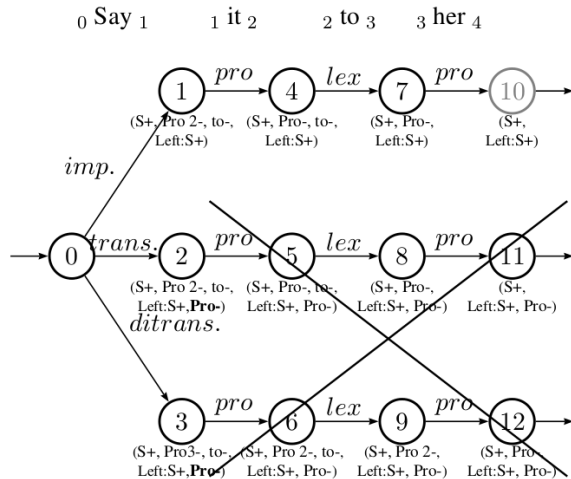 0 Say 1 1 it 2 2 to 3 3 her 4
1 pro 4 lex 7 pro 10
(S+, Pro 2-, to-, (S+, Pro-, to-, (S+, Pro-, (S+,
Left:S+) Left:S+) Left:S+) Left:S+)
imp.
0 trans. 2 pro 5 lex 8 pro 11
(S+, Pro 2-, to-, (S+, Pro-, to-, (S+, Pro-, (S+,
Left:S+,Pro-) Left:S+, Pro-) Left:S+, Pro-) Left:S+, Pro-)
ditrans.
3 pro 6 lex 9 pro 12
(S+, Pro3-, to-, (S+, Pro 2-, to-, (S+, Pro 2-, (S+, Pro-,
Left:S+,Pro-) Left:S+, Pro-) Left:S+, Pro-) Left:S+, Pro-)